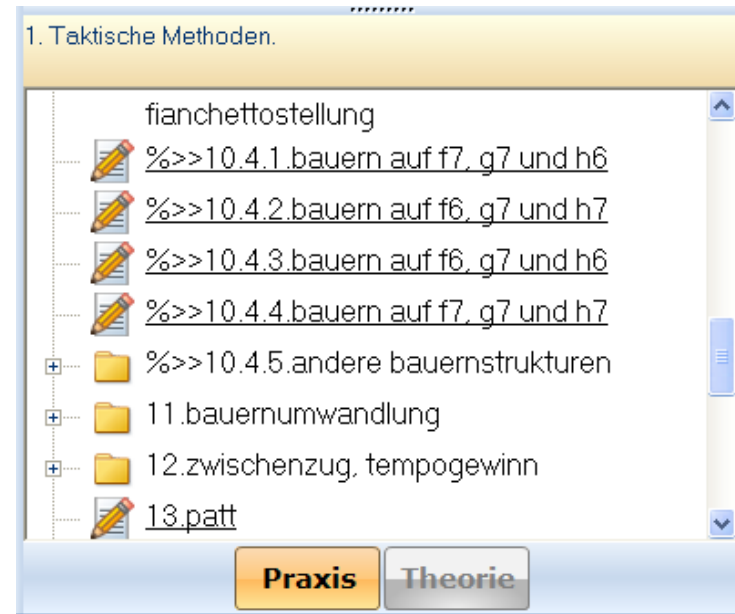 1. Taktische Methoden.
fianchettostellung
%>>10.4.1.bauern auf f7, g7 und h6
%>>10.4.2.bauern auf f6, g7 und h7
%>>10.4.3.bauern auf f6, g7 und h6
%>>10.4.4.bauern auf f7, g7 und h7
%>>10.4.5.andere bauernstrukturen
11.bauernumwandlung
12.zwischenzug, tempogewinn
13.patt
Praxis Theorie